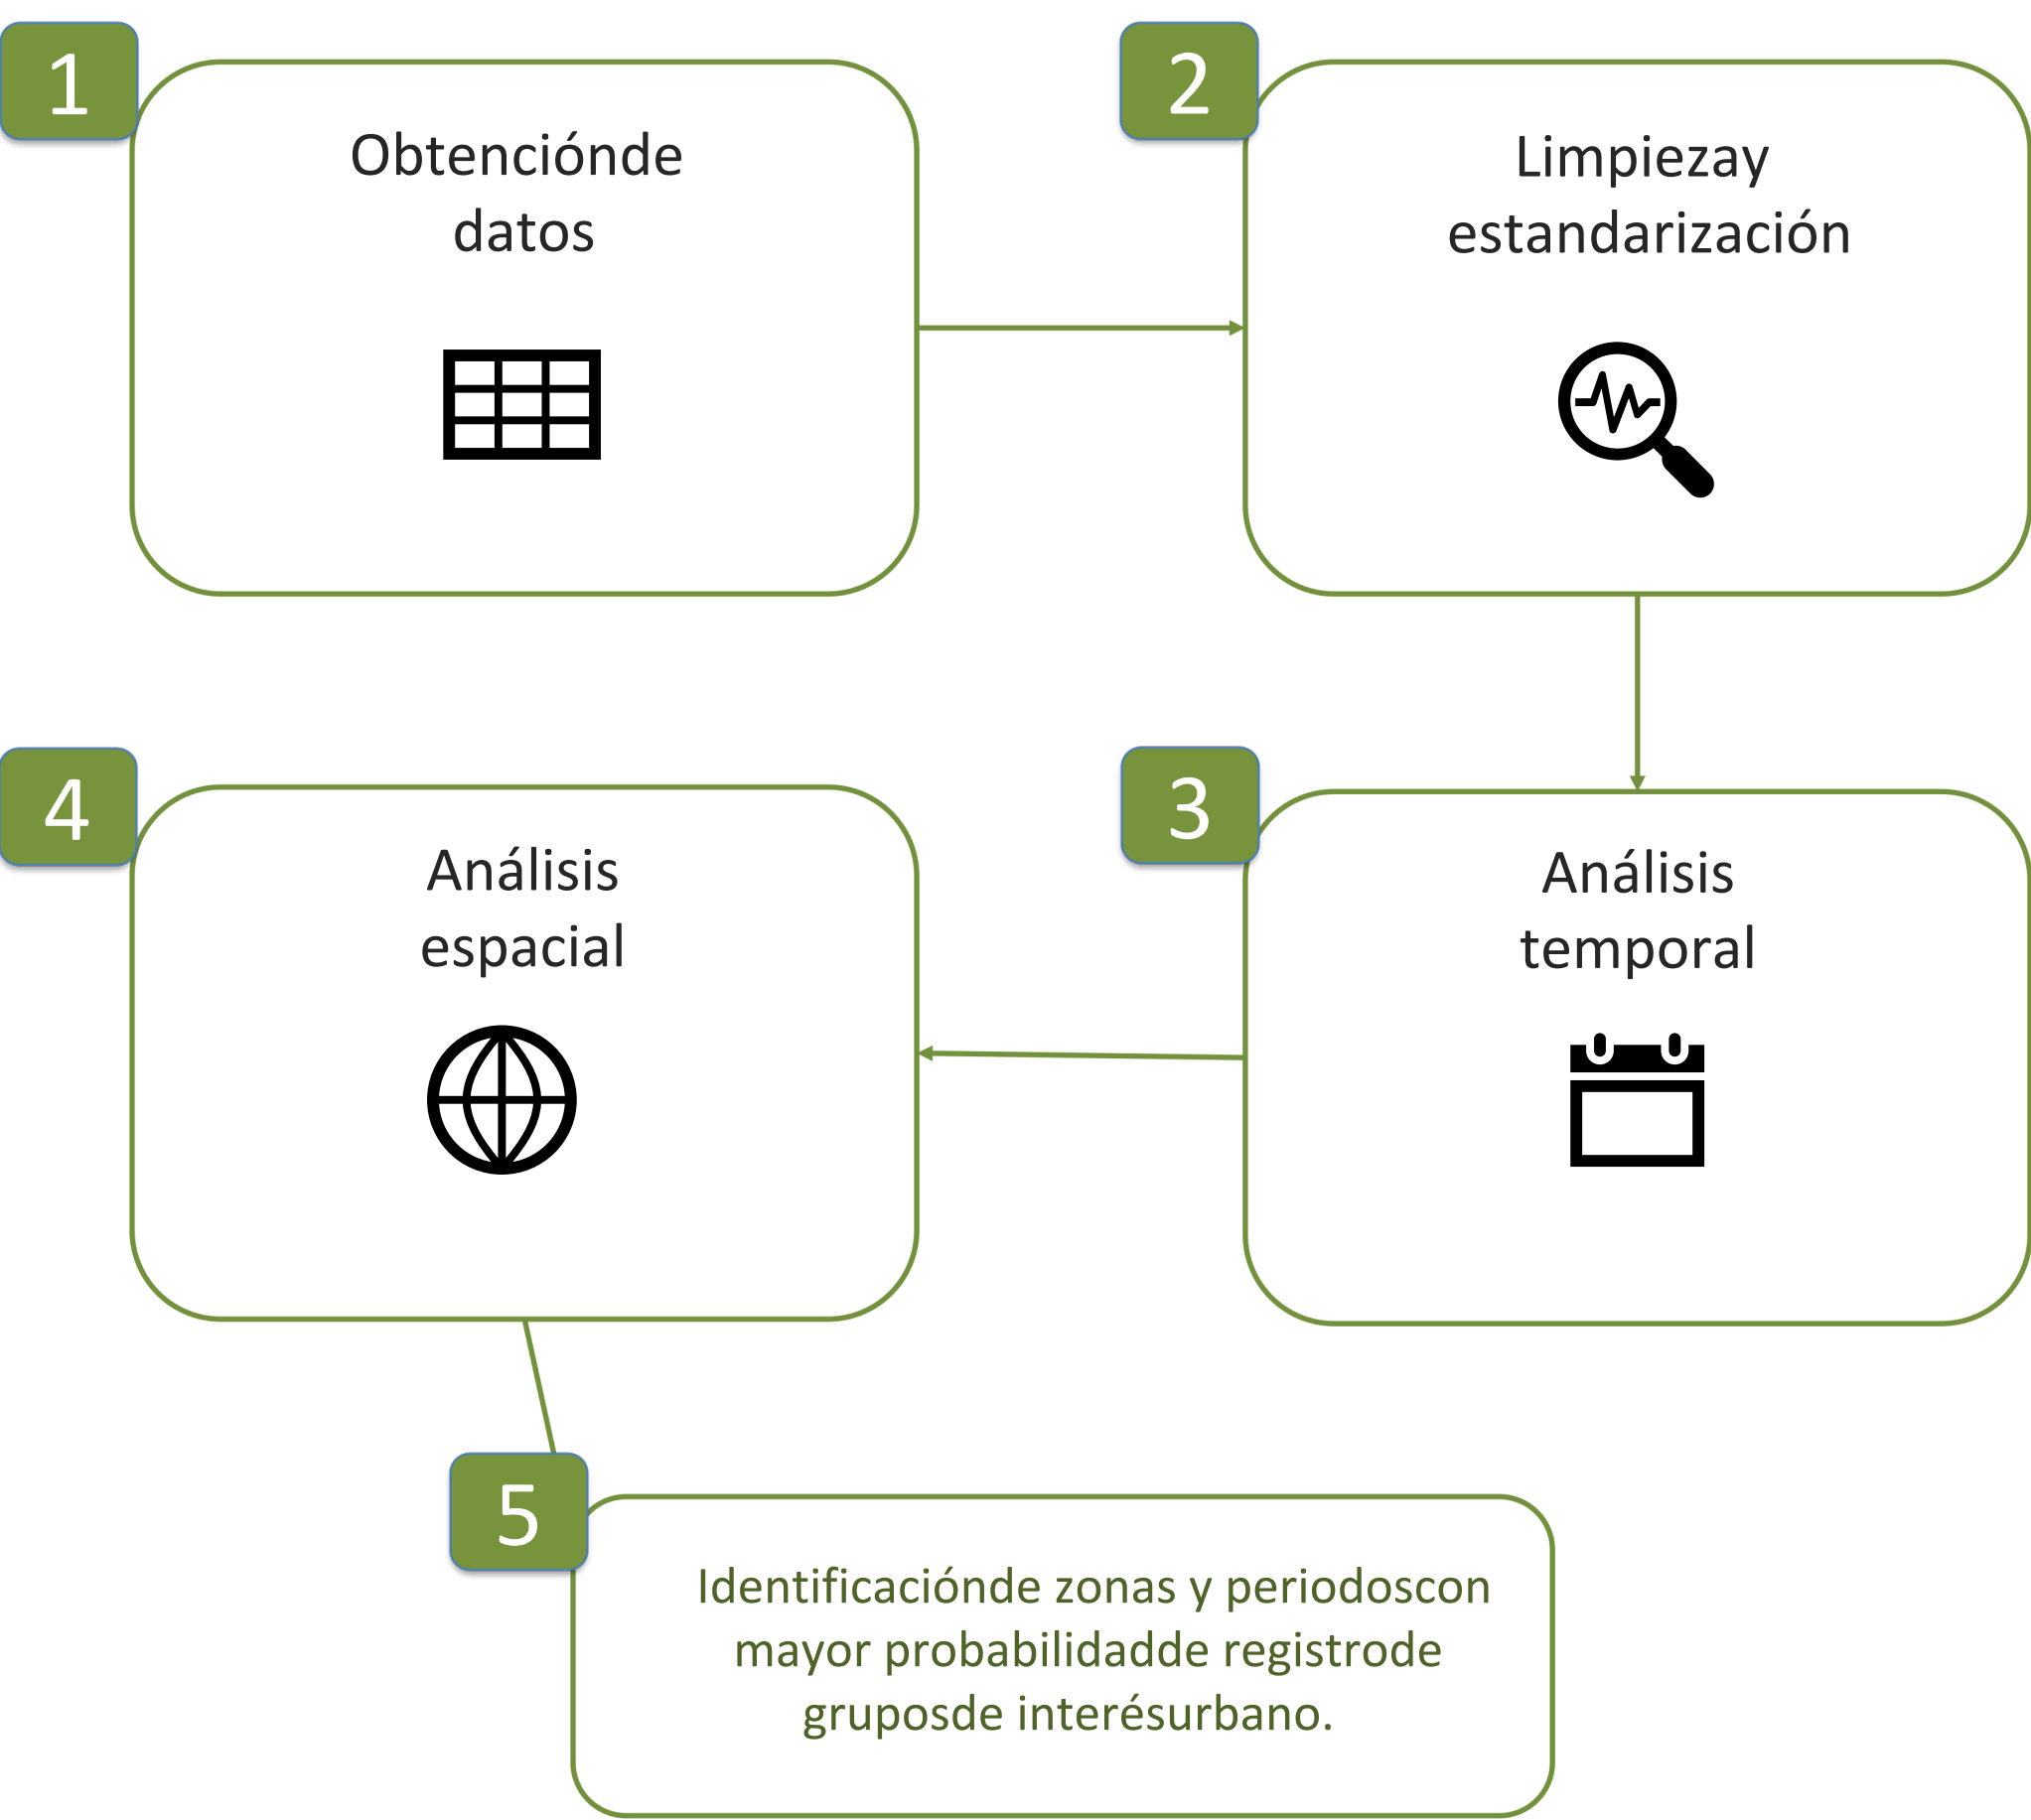 1
Obtenciónde
datos
2
Limpiezay
estandarización
3
Análisis
temporal
4
Análisis
espacial
5
Identificaciónde zonas y periodoscon
mayor probabilidadde registrode
gruposde interésurbano.